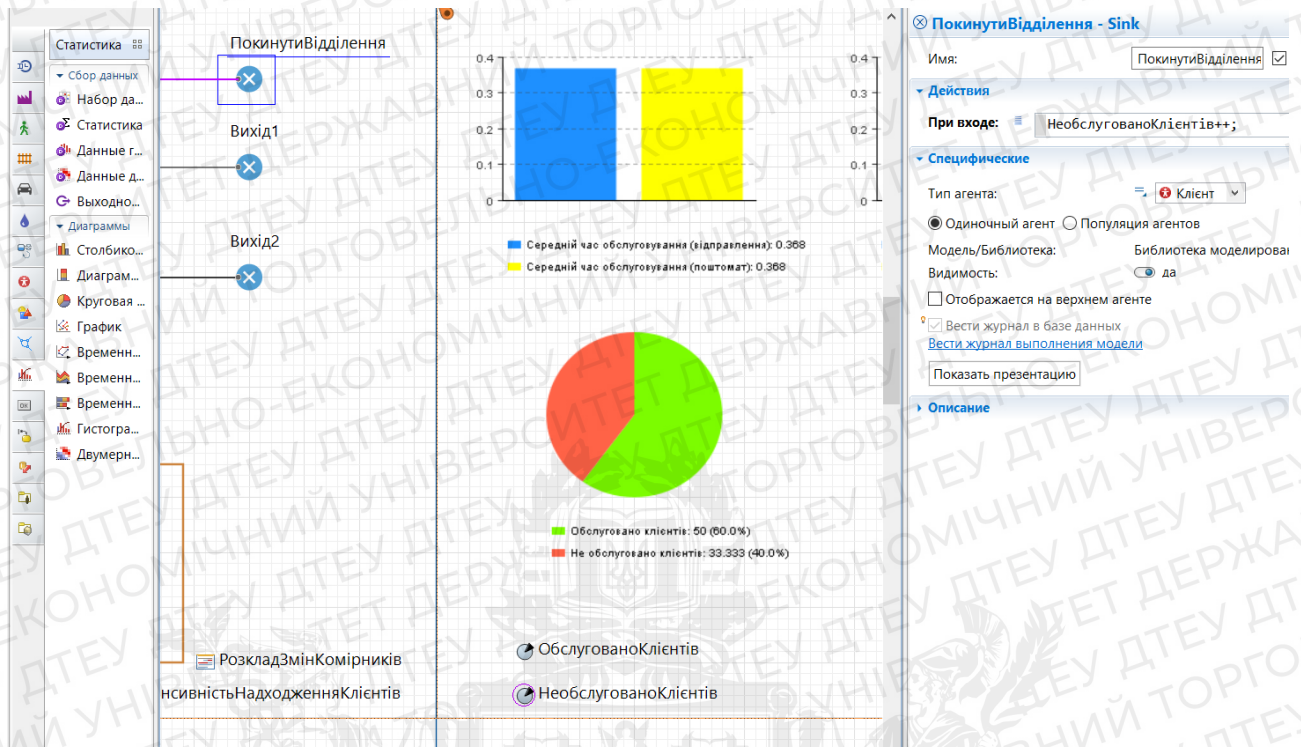 Статистика
Сбор данных
Набор да...
Статистика
Данные г...
Данные д...
Выходно...
Диаграммы
Столбико...
Диаграм...
Круговая ...
График
Временн...
Временн...
Временн...
Гистогра...
Двумерн...
ПокинутиВідділення
Вихід1
Вихід2
РозкладЗмінКомірників
нсивністьНадходженняКлієнтів
0.4
0.3
0.2
0.1
0
0.4
0.3
0.2
0.1
0
Середній час обслуговування (відправлення): 0.368
Середній час обслуговування (поштомат): 0.368
Обслуговано клієнтів: 50 (60.0%)
Не обслуговано клієнтів: 33.333 (40.0%)
ОбслугованоКлієнтів
НеобслугованоКлієнтів
ПокинутиВідділення - Sink
Имя: ПокинутиВідділення
Действия
При входе: НеобслугованоКлієнтів++;
Специфические
Тип агента: Клієнт
Одиночный агент Популяция агентов
Модель/Библиотека: Библиотека моделирован
Видимость: да
Отображается на верхнем агенте
Вести журнал в базе данных
Вести журнал выполнения модели
Показать презентацию
Описание